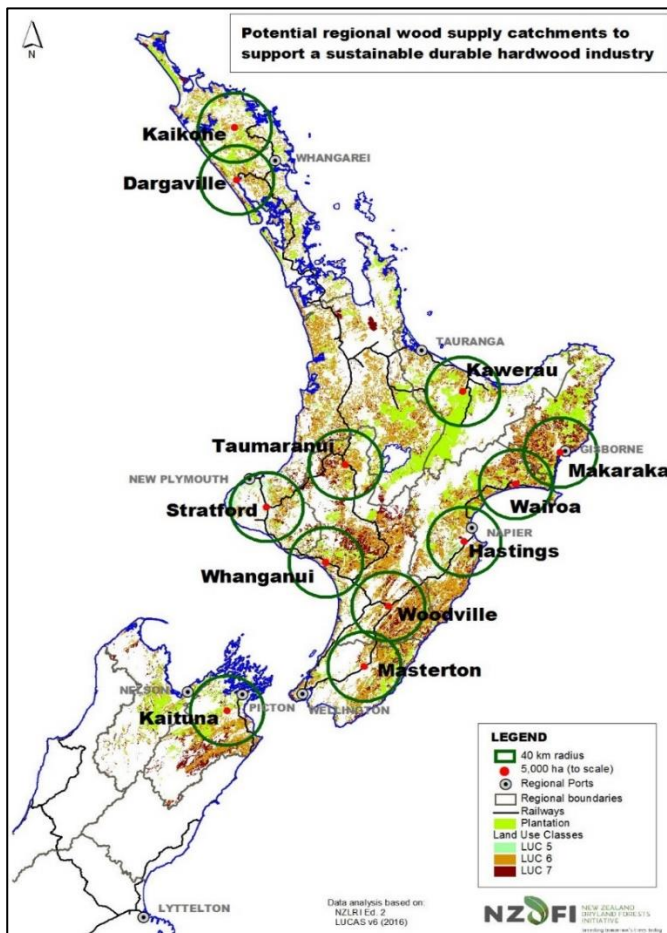 Potential regional wood supply catchments to
support a sustainable durable hardwood industry
N
Kaikohe
WHANGAREI
Dargaville
TAURANGA
Kawerau
Taumaranui
GISBORNE
Makaraka
NEW PLYMOUTH
Wairoa
Stratford
NAPIER
Hastings
Whanganui
Woodville
Masterton
NELSON
PICTON
WELLINGTON
Kaituna
LEGEND
40 km radius
5,000 ha (to scale)
Regional Ports
Regional boundaries
Railways
Plantation
Land Use Classes
LUC 5
LUC 6
LUC 7
LYTTELTON
Data analysis based on:
NZLRI Ed. 2
LUCAS v6 (2016)
NZDFI
NEW ZEALAND
DRYLAND FORESTS
INITIATIVE